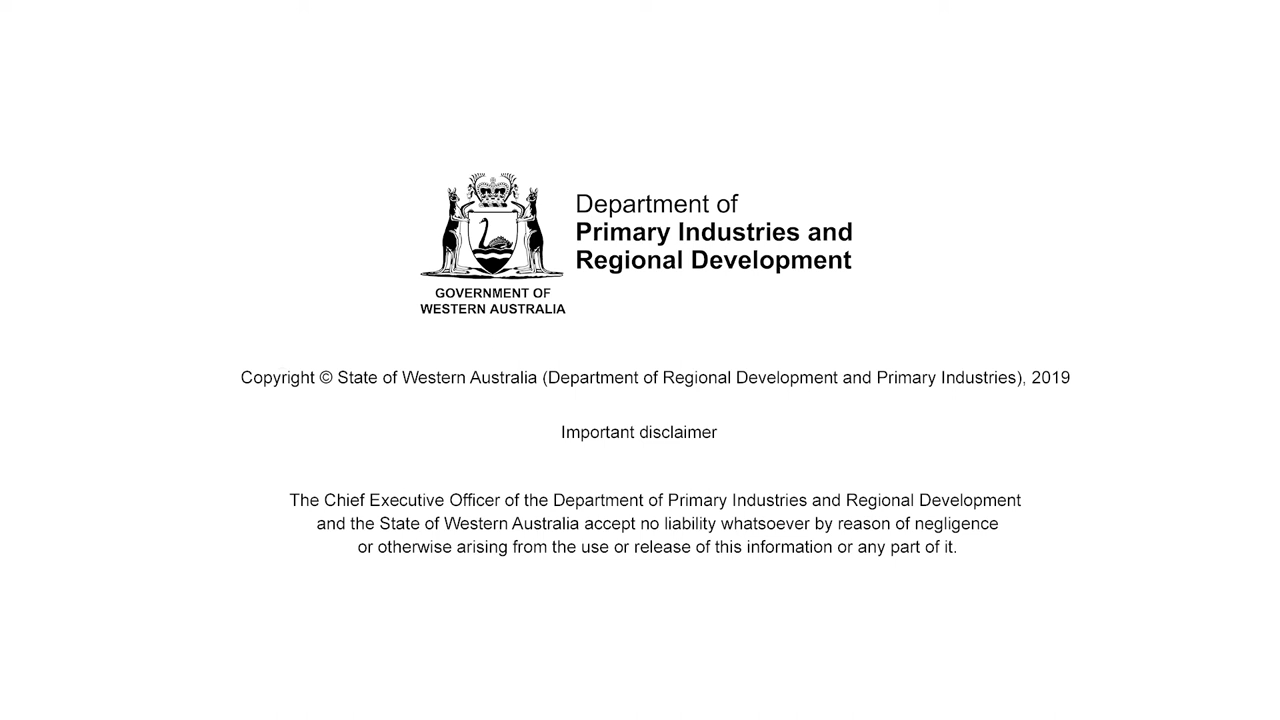 Department of
Primary Industries and
Regional Development
GOVERNMENT OF
WESTERN AUSTRALIA
Copyright © State of Western Australia (Department of Regional Development and Primary Industries), 2019
Important disclaimer
The Chief Executive Officer of the Department of Primary Industries and Regional Development
and the State of Western Australia accept no liability whatsoever by reason of negligence
or otherwise arising from the use or release of this information or any part of it.